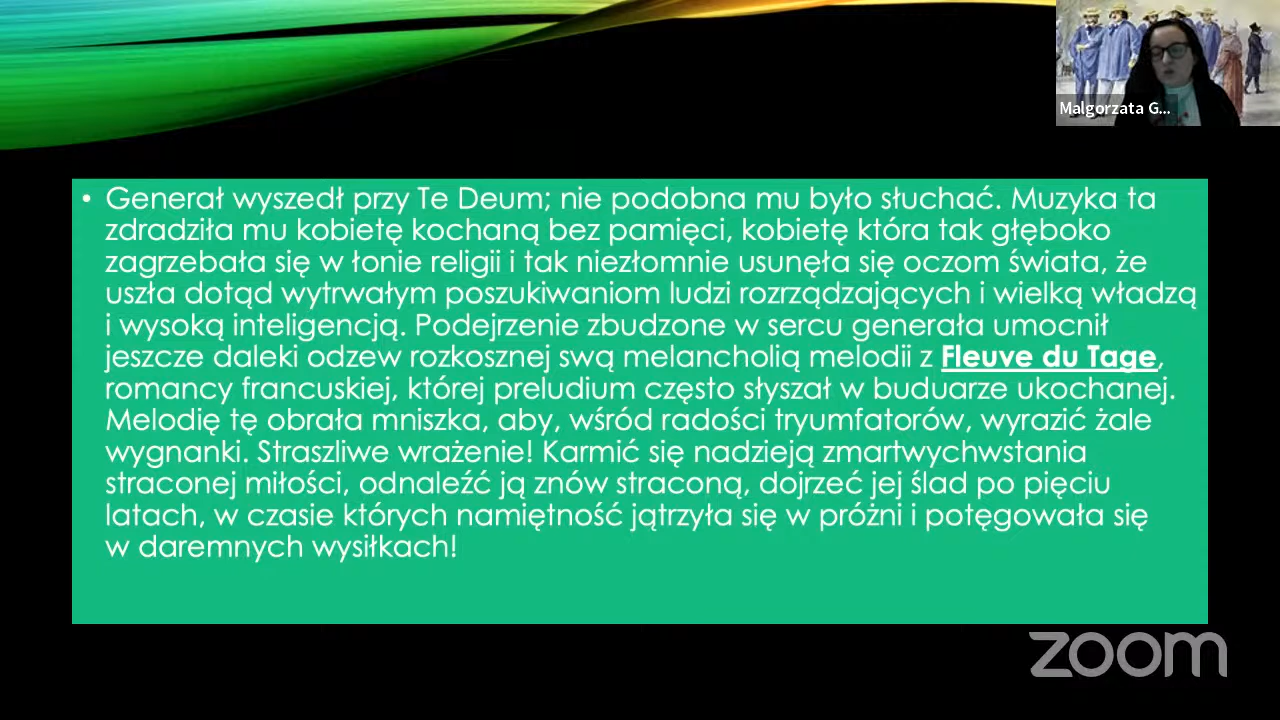 Malgorzata G...
• Generał wyszedł przy Te Deum; nie podobna mu było słuchać. Muzyka ta
zdradziła mu kobietę kochaną bez pamięci, kobietę która tak głęboko
zagrzebała się w łonie religii i tak niezłomnie usunęła się oczom świata, że
uszła dotąd wytrwałym poszukiwaniom ludzi rozrządzających i wielką władzą
i wysoką inteligencją. Podejrzenie zbudzone w sercu generała umocnił
jeszcze daleki odzew rozkosznej swą melancholią melodii z Fleuve du Tage,
romancy francuskiej, której preludium często słyszał w buduarze ukochanej.
Melodię tę obrała mniszka, aby, wśród radości tryumfatorów, wyrazić żale
wygnanki. Straszliwe wrażenie! Karmić się nadzieją zmartwychwstania
straconej miłości, odnaleźć ją znów straconą, dojrzeć jej ślad po pięciu
latach, w czasie których namiętność jątrzyła się w próżni i potęgowała się
w daremnych wysiłkach!
zoom